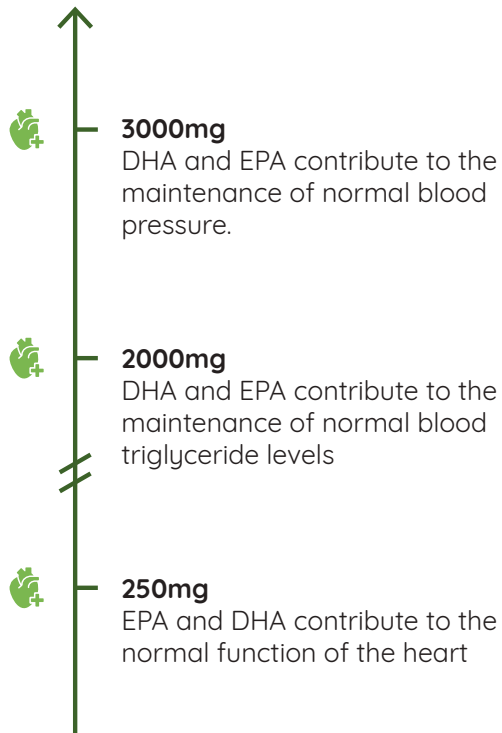 3000mg
DHA and EPA contribute to the
maintenance of normal blood
pressure.
2000mg
DHA and EPA contribute to the
maintenance of normal blood
triglyceride levels
250mg
EPA and DHA contribute to the
normal function of the heart